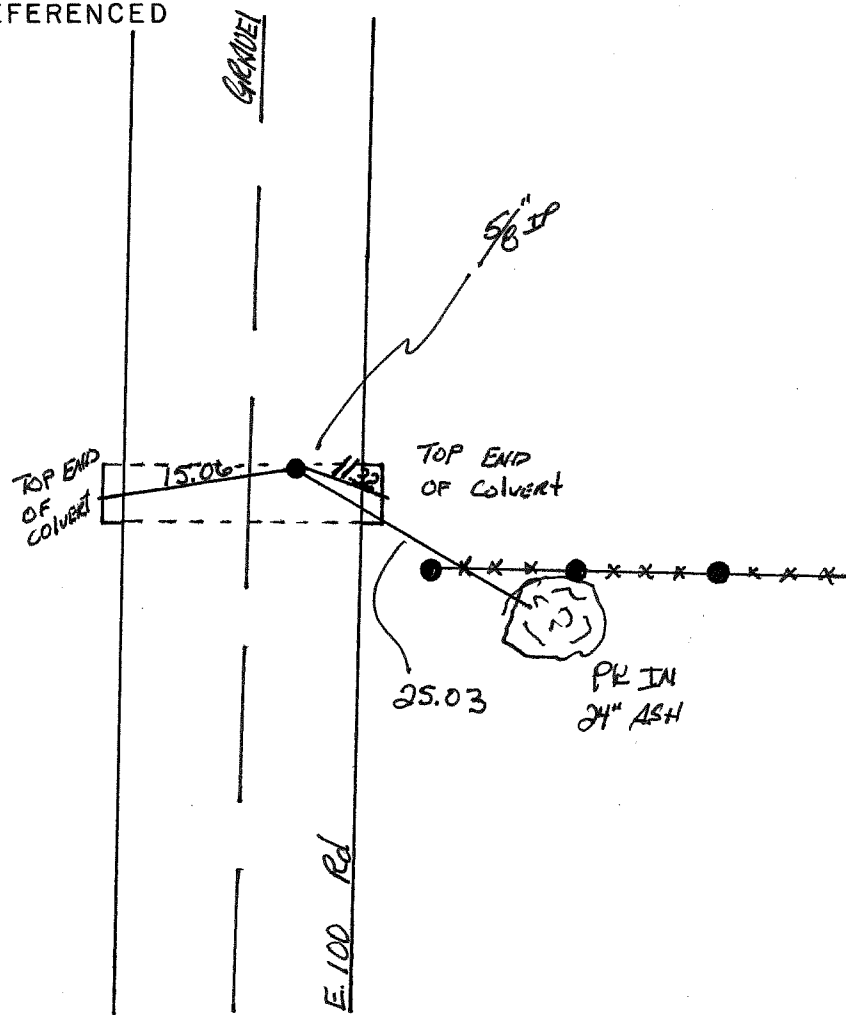 EFERENCED
GRAVEL
5/8" IP
TOP END
OF
COLVERT
15.06
TOP END
OF COLVERT
25.03
PK IN
24" ASH
E. 100 Rd